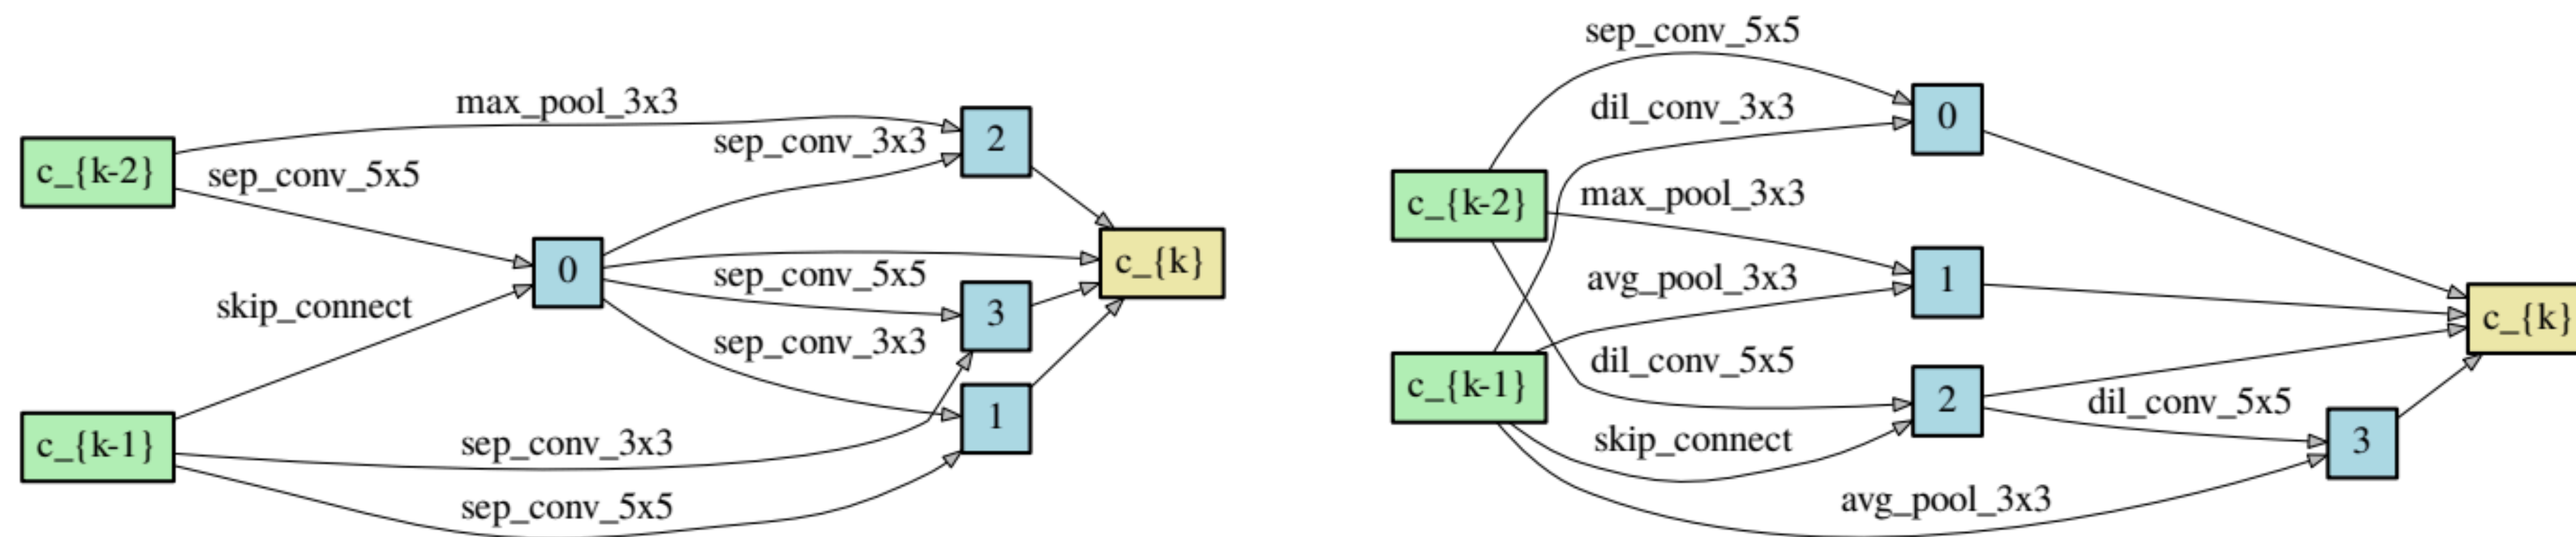 max_pool_3x3
sep_conv_3x3
2
c_{k-2}
sep_conv_5x5
0
c_{k}
sep_conv_5x5
skip_connect
3
sep_conv_3x3
1
c_{k-1}
sep_conv_3x3
sep_conv_5x5
sep_conv_5x5
dil_conv_3x3
0
c_{k-2}
max_pool_3x3
avg_pool_3x3
1
c_{k}
dil_conv_5x5
c_{k-1}
2
dil_conv_5x5
skip_connect
3
avg_pool_3x3